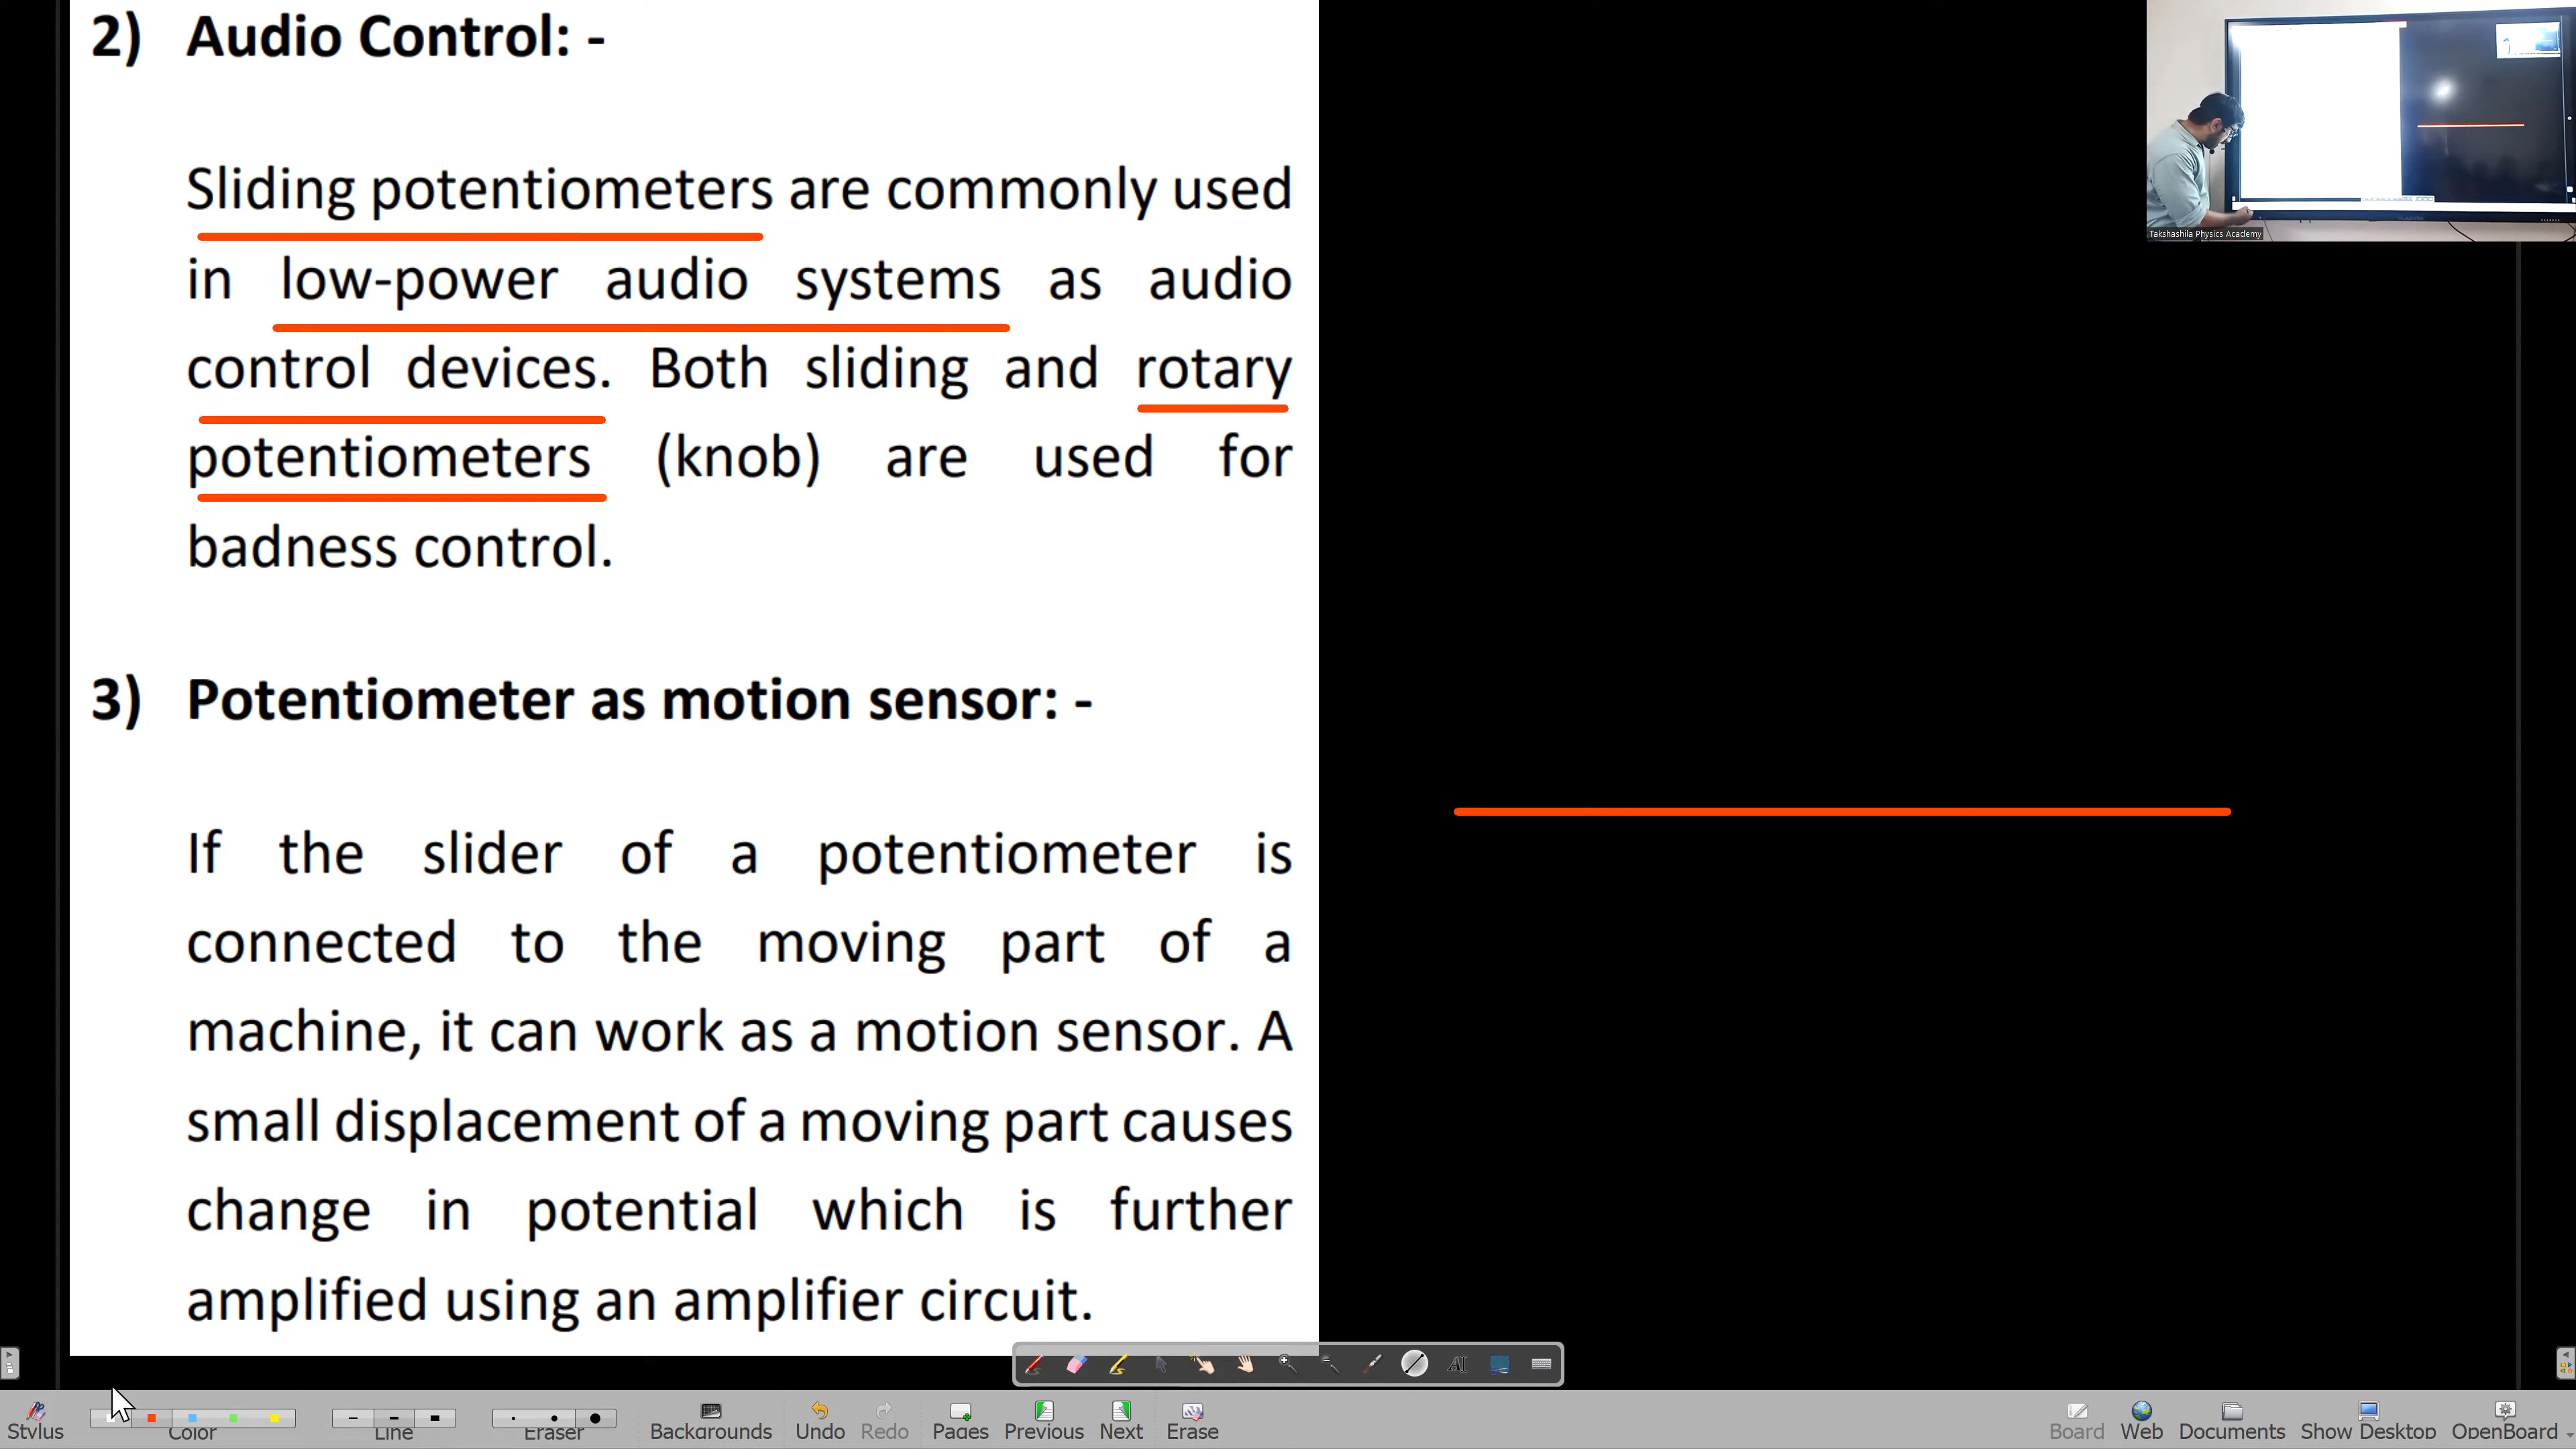 2) Audio Control: -
Sliding potentiometers are commonly used
in low-power audio systems as audio
control devices. Both sliding and rotary
potentiometers (knob) are used for
badness control.
3) Potentiometer as motion sensor: -
If the slider of a potentiometer is
connected to the moving part of a
machine, it can work as a motion sensor. A
small displacement of a moving part causes
change in potential which is further
amplified using an amplifier circuit.
Takshashila Physics Academy
AI
Stylus Color Line Eraser Backgrounds Undo Redo Pages Previous Next Erase Board Web Documents Show Desktop OpenBoard